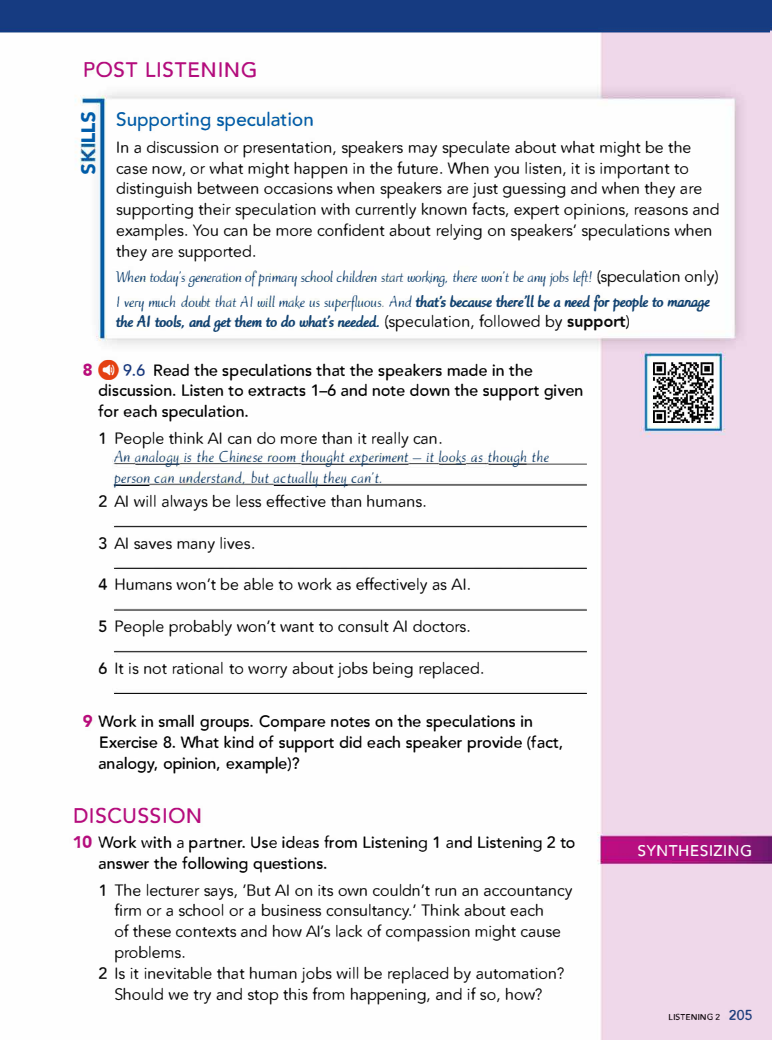 POST LISTENING
SKILLS
Supporting speculation
In a discussion or presentation, speakers may speculate about what might be the
case now, or what might happen in the future. When you listen, it is important to
distinguish between occasions when speakers are just guessing and when they are
supporting their speculation with currently known facts, expert opinions, reasons and
examples. You can be more confident about relying on speakers' speculations when
they are supported.
When today's generation of primary school children start working, there won't be any jobs left! (speculation only)
I very much doubt that AI will make us superfluous. And that's because there'll be a need for people to manage
the AI tools, and get them to do what's needed. (speculation, followed by support)
8 9.6 Read the speculations that the speakers made in the
discussion. Listen to extracts 1–6 and note down the support given
for each speculation.
1 People think AI can do more than it really can.
An analogy is the Chinese room thought experiment – it looks as though the
person can understand, but actually they can't.
2 AI will always be less effective than humans.
3 AI saves many lives.
4 Humans won't be able to work as effectively as AI.
5 People probably won't want to consult AI doctors.
6 It is not rational to worry about jobs being replaced.
9 Work in small groups. Compare notes on the speculations in
Exercise 8. What kind of support did each speaker provide (fact,
analogy, opinion, example)?
DISCUSSION
10 Work with a partner. Use ideas from Listening 1 and Listening 2 to
answer the following questions.
SYNTHESIZING
1 The lecturer says, 'But AI on its own couldn't run an accountancy
firm or a school or a business consultancy.' Think about each
of these contexts and how AI's lack of compassion might cause
problems.
2 Is it inevitable that human jobs will be replaced by automation?
Should we try and stop this from happening, and if so, how?
LISTENING 2 205